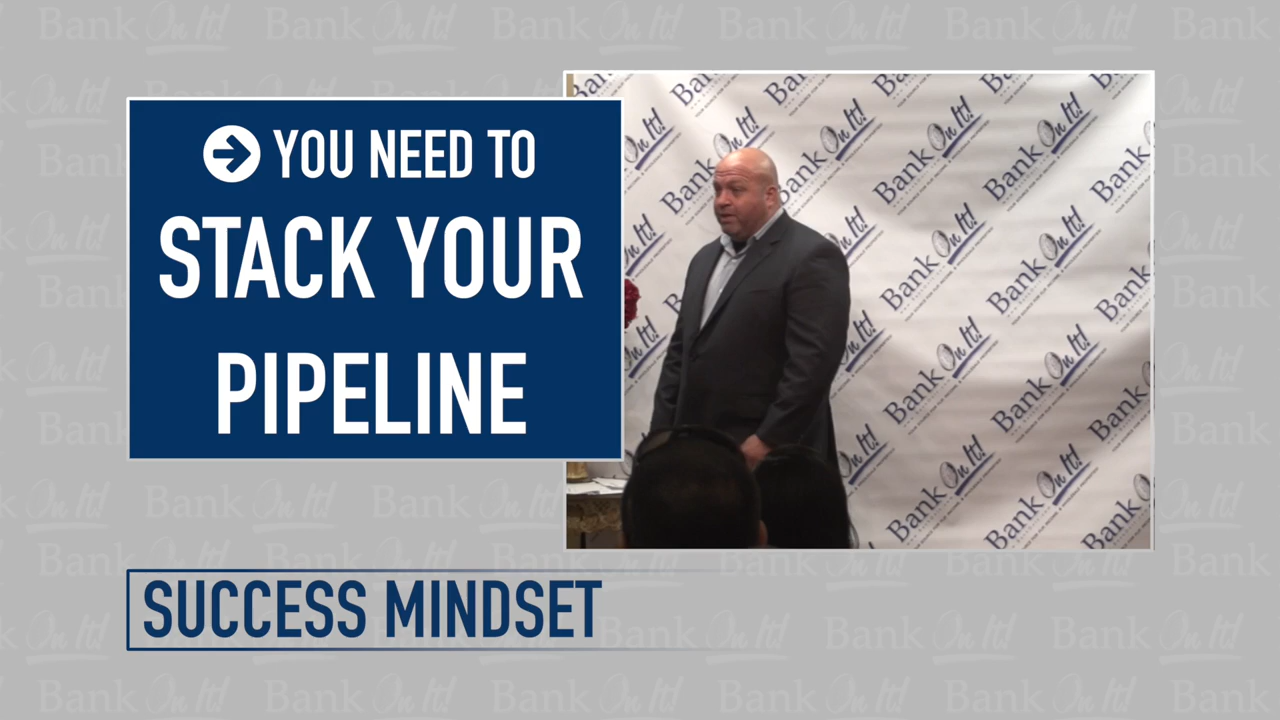 YOU NEED TO
STACK YOUR
PIPELINE
Bank On It!
SUCCESS MINDSET